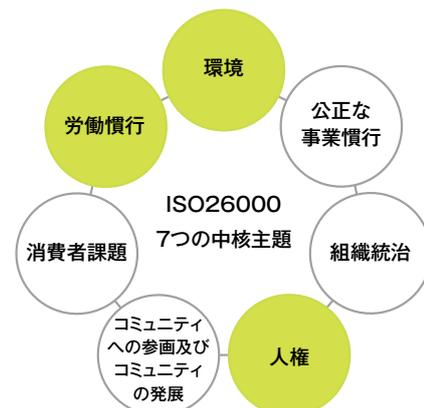 環境
公正な
事業慣行
労働慣行
ISO26000
7つの中核主題
消費者課題
組織統治
コミュニティ
への参画及び
コミュニティ
の発展
人権